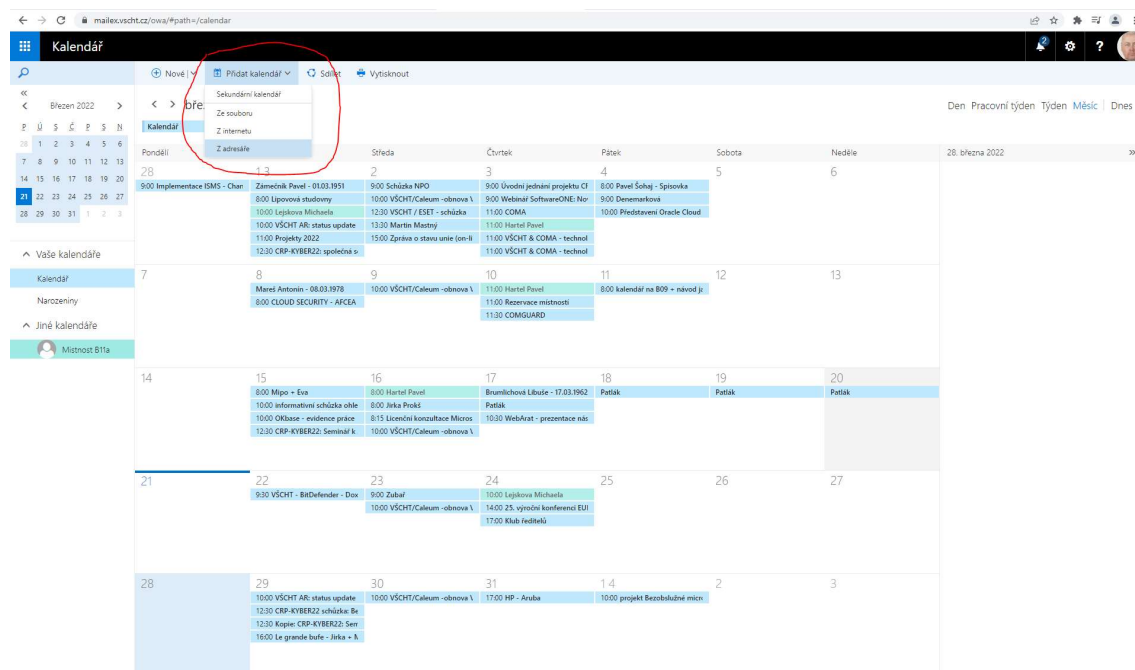 mailex.vscht.cz/owa/#path=/calendar
Kalendář
2
?
Nové
Přidat kalendář
Sdílet
Vytisknout
Sekundární kalendář
Ze souboru
Z internetu
Z adresáře
«
Březen 2022
P Ú S Č P S N
28 1 2 3 4 5 6
7 8 9 10 11 12 13
14 15 16 17 18 19 20
21 22 23 24 25 26 27
28 29 30 31 1 2 3
Vaše kalendáře
Kalendář
Narozeniny
Jiné kalendáře
Místnost B11a
Den Pracovní týden Týden Měsíc Dnes
Kalendář
Pondělí Středa Čtvrtek Pátek Sobota Neděle
28. března 2022 »
28 1 3 2 3 4 5 6
9:00 Implementace ISMS - Chan
Zámečník Pavel - 01.03.1951
8:00 Lipovová studovny
10:00 Lejskova Michaela
10:00 VŠCHT AR: status update
11:00 Projekty 2022
12:30 CRP-KYBER22: společná s
9:00 Schůzka NPO
10:00 VŠCHT/Caleum -obnova V
12:30 VSCHT / ESET - schůzka
13:30 Martin Mastný
15:00 Zpráva o stavu unie (on-li
9:00 Úvodní jednání projektu CF
9:00 Webinář SoftwareONE: No
11:00 COMA
11:00 Hartel Pavel
11:00 VŠCHT & COMA - technol
11:00 VŠCHT & COMA - technol
8:00 Pavel Šohaj - Spisovka
9:00 Denemarková
10:00 Představení Oracle Cloud
7 8 9 10 11 12 13
Mareš Antonín - 08.03.1978
8:00 CLOUD SECURITY - AFCEA
10:00 VŠCHT/Caleum -obnova V
11:00 Hartel Pavel
11:00 Rezervace místnosti
11:30 COMGUARD
8:00 kalendář na B09 + návod ja
14 15 16 17 18 19 20
8:00 Mipo + Eva
10:00 informativní schůzka ohle
10:00 OKbase - evidence práce
12:30 CRP-KYBER22: Seminář k
8:00 Hartel Pavel
8:00 Jirka Prokš
8:15 Licenční konzultace Micros
10:00 VŠCHT/Caleum -obnova V
Brumlichová Libuše - 17.03.1962
Patlák
10:30 WebArat - prezentace nás
Patlák
Patlák
Patlák
21 22 23 24 25 26 27
9:30 VŠCHT - BitDefender - Dox
9:00 Zubař
10:00 VŠCHT/Caleum -obnova V
10:00 Lejskova Michaela
14:00 25. výroční konferenci EUI
17:00 Klub ředitelů
28 29 30 31 1 4 2 3
10:00 VŠCHT AR: status update
12:30 CRP-KYBER22 schůzka: Be
12:30 Kopie: CRP-KYBER22: Sem
16:00 Le grande bufe - Jirka + M
10:00 VŠCHT/Caleum -obnova V
17:00 HP - Aruba
10:00 projekt Bezobslužné micro